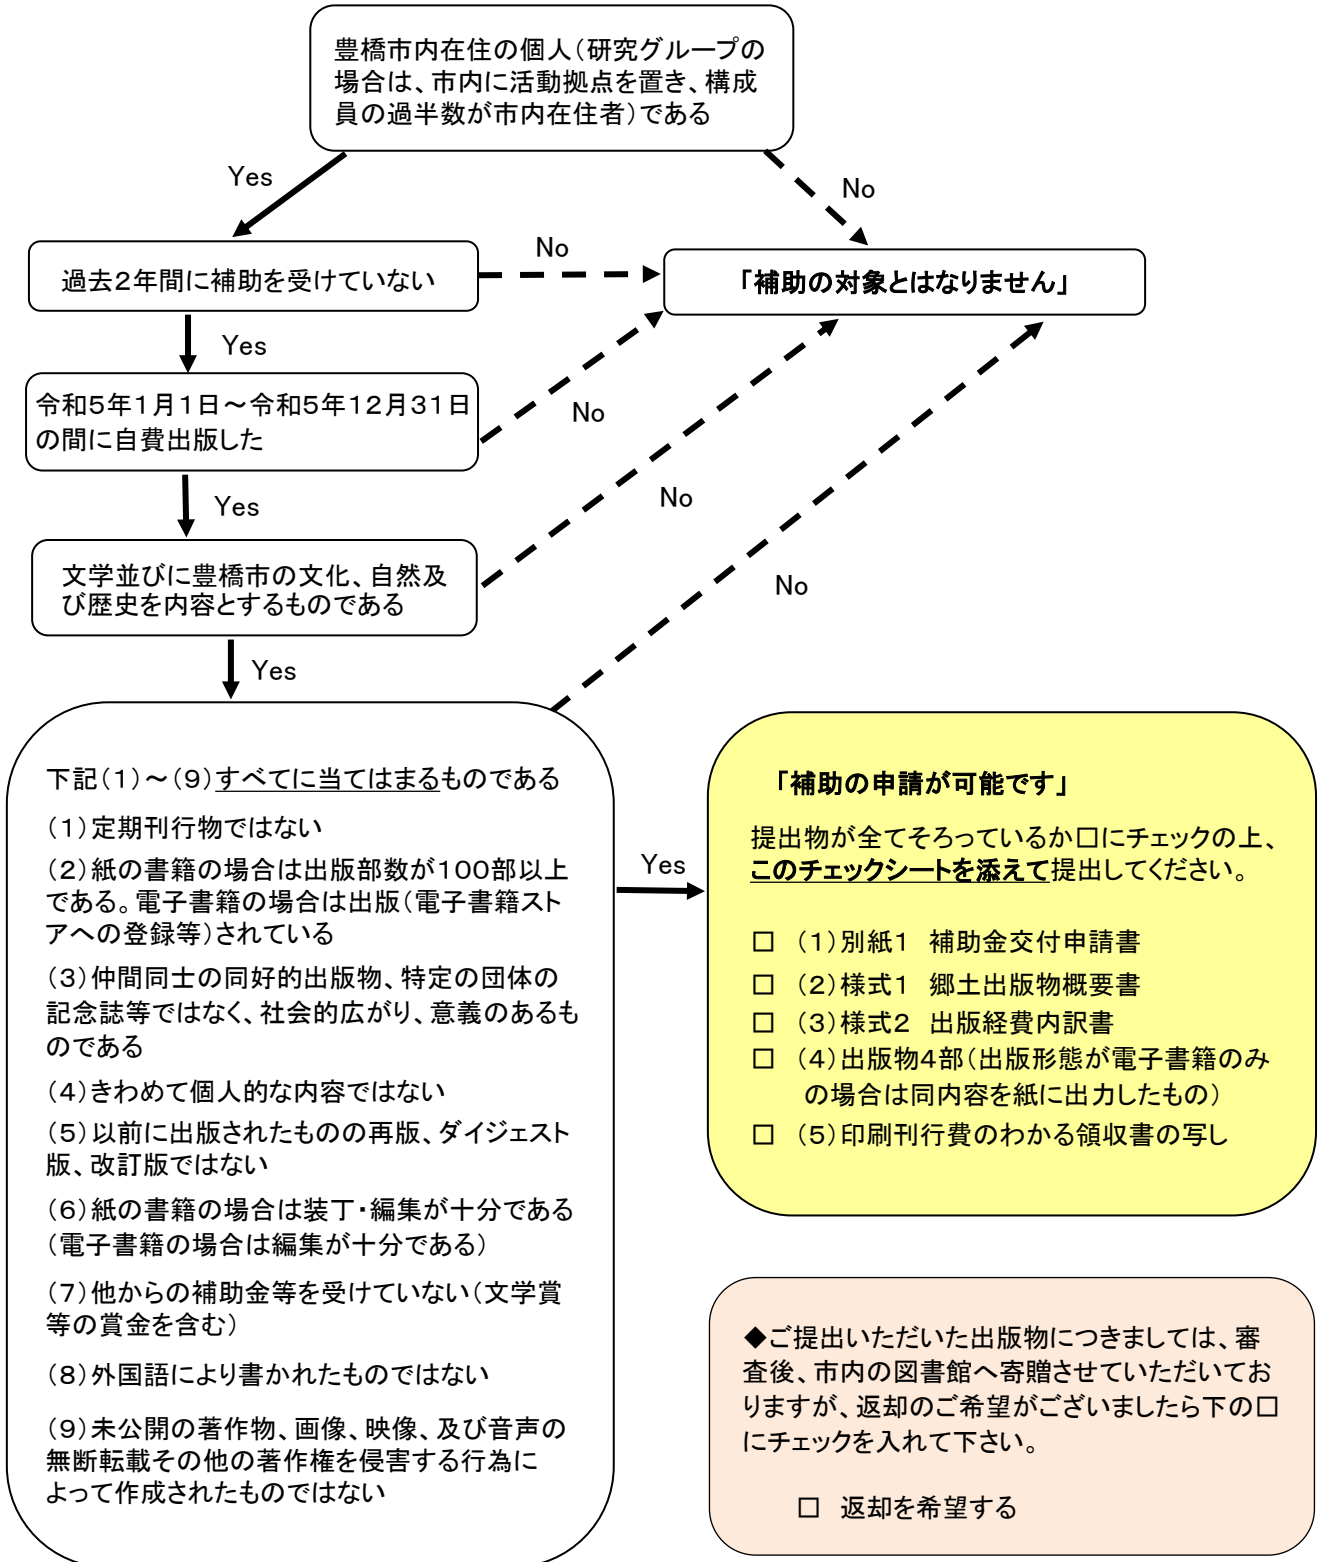 豊橋市内在住の個人（研究グループの
場合は、市内に活動拠点を置き、構成
員の過半数が市内在住者）である
Yes
No
過去２年間に補助を受けていない
No
「補助の対象とはなりません」
Yes
令和５年１月１日～令和５年１２月３１日
の間に自費出版した
No
Yes
No
文学並びに豊橋市の文化、自然及
び歴史を内容とするものである
No
Yes
下記（１）～（９）すべてに当てはまるものである
（１）定期刊行物ではない
（２）紙の書籍の場合は出版部数が１００部以上
である。電子書籍の場合は出版（電子書籍スト
アへの登録等）されている
（３）仲間同士の同好的出版物、特定の団体の
記念誌等ではなく、社会的広がり、意義のあるも
のである
（４）きわめて個人的な内容ではない
（５）以前に出版されたものの再版、ダイジェスト
版、改訂版ではない
（６）紙の書籍の場合は装丁・編集が十分である
（電子書籍の場合は編集が十分である）
（７）他からの補助金等を受けていない（文学賞
等の賞金を含む）
（８）外国語により書かれたものではない
（９）未公開の著作物、画像、映像、及び音声の
無断転載その他の著作権を侵害する行為に
よって作成されたものではない
Yes
「補助の申請が可能です」
提出物が全てそろっているか□にチェックの上、
このチェックシートを添えて提出してください。
□ （１）別紙１ 補助金交付申請書
□ （２）様式１ 郷土出版物概要書
□ （３）様式２ 出版経費内訳書
□ （４）出版物４部（出版形態が電子書籍のみ
の場合は同内容を紙に出力したもの）
□ （５）印刷刊行費のわかる領収書の写し
◆ご提出いただいた出版物につきましては、審
査後、市内の図書館へ寄贈させていただいてお
りますが、返却のご希望がございましたら下の□
にチェックを入れて下さい。
□ 返却を希望する